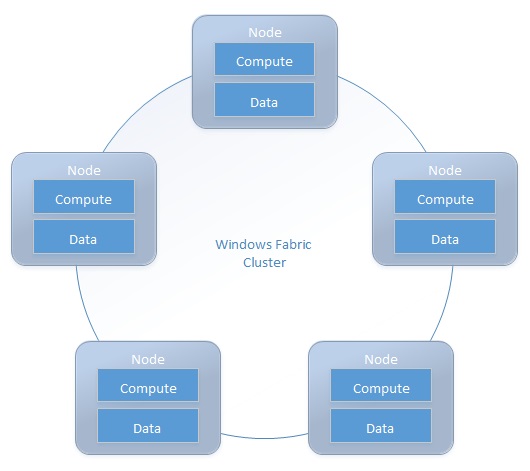 Node
Compute
Data
Node
Compute
Data
Node
Compute
Data
Windows Fabric
Cluster
Node
Compute
Data
Node
Compute
Data